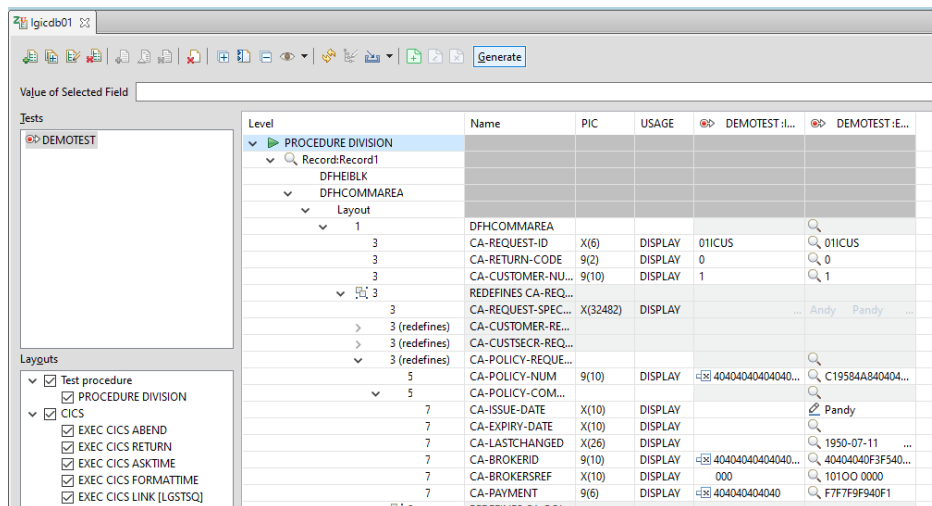 lgicdb01
Generate
Value of Selected Field
Tests
DEMOTEST
Level Name PIC USAGE DEMOTEST:I... DEMOTEST:E...
PROCEDURE DIVISION
Record:Record1
DFHEIBLK
DFHCOMMAREA
Layout
1 DFHCOMMAREA
3 CA-REQUEST-ID X(6) DISPLAY 01ICUS 01ICUS
3 CA-RETURN-CODE 9(2) DISPLAY 0 0
3 CA-CUSTOMER-NU... 9(10) DISPLAY 1 1
3 REDEFINES CA-REQ...
3 CA-REQUEST-SPEC... X(32482) DISPLAY ... Andy Pandy ...
3 (redefines) CA-CUSTOMER-RE...
3 (redefines) CA-CUSTSECR-REQ...
3 (redefines) CA-POLICY-REQUE...
5 CA-POLICY-NUM 9(10) DISPLAY 40404040404040... C19584A840404...
5 CA-POLICY-COM...
7 CA-ISSUE-DATE X(10) DISPLAY Pandy
7 CA-EXPIRY-DATE X(10) DISPLAY
7 CA-LASTCHANGED X(26) DISPLAY 1950-07-11 ...
7 CA-BROKERID 9(10) DISPLAY 40404040404040... 40404040F3F540...
7 CA-BROKERSREF X(10) DISPLAY 000 101OO 0000
7 CA-PAYMENT 9(6) DISPLAY 404040404040 F7F7F9F940F1
Layouts
Test procedure
PROCEDURE DIVISION
CICS
EXEC CICS ABEND
EXEC CICS RETURN
EXEC CICS ASKTIME
EXEC CICS FORMATTIME
EXEC CICS LINK [LGSTSQ]